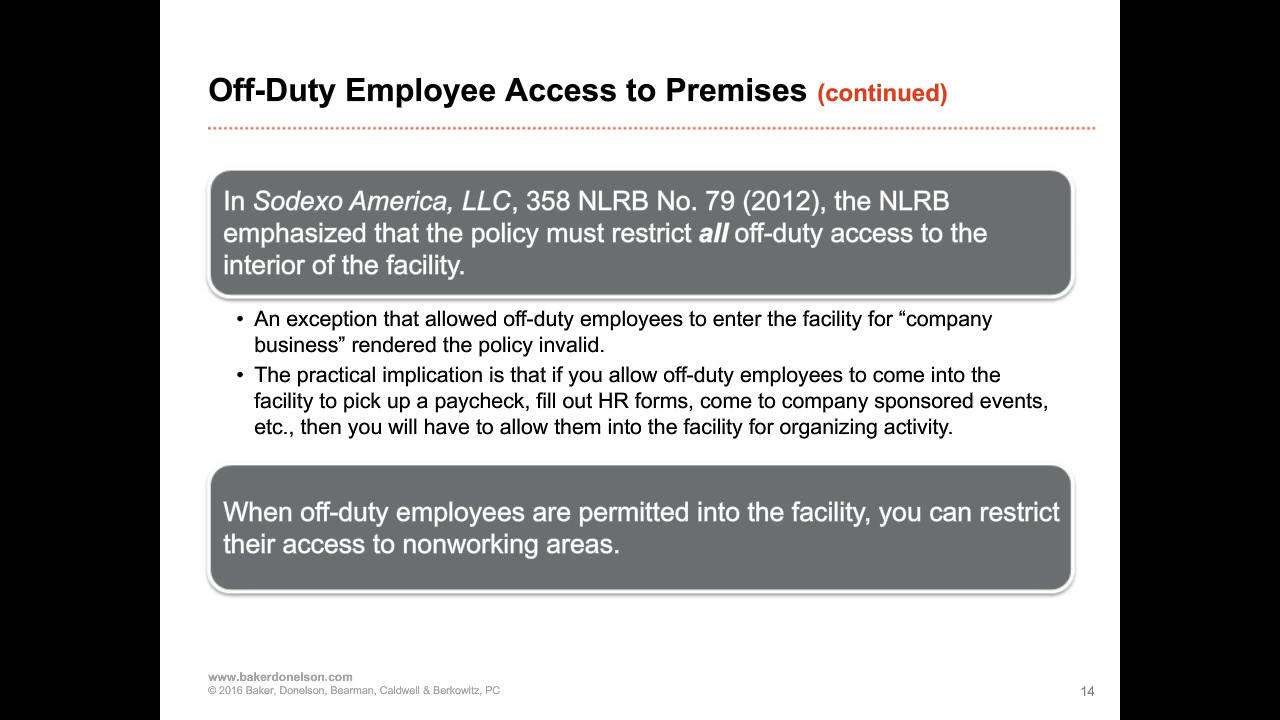 Off-Duty Employee Access to Premises (continued)
In Sodexo America, LLC, 358 NLRB No. 79 (2012), the NLRB
emphasized that the policy must restrict all off-duty access to the
interior of the facility.
• An exception that allowed off-duty employees to enter the facility for “company
business” rendered the policy invalid.
• The practical implication is that if you allow off-duty employees to come into the
facility to pick up a paycheck, fill out HR forms, come to company sponsored events,
etc., then you will have to allow them into the facility for organizing activity.
When off-duty employees are permitted into the facility, you can restrict
their access to nonworking areas.
www.bakerdonelson.com
© 2016 Baker, Donelson, Bearman, Caldwell & Berkowitz, PC
14